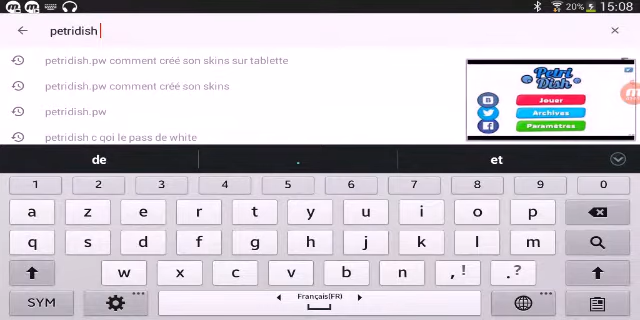 20% 15:08
petridish
petridish.pw comment créé son skins sur tablette
petridish.pw comment créé son skins
petridish.pw
petridish c qoi le pass de white
Petri
Dish
Jouer
Archives
Paramètres
de . et
1 2 3 4 5 6 7 8 9 0
a z e r t y u i o p
q s d f g h j k l m
w x c v b n , ! . ?
SYM Français(FR)